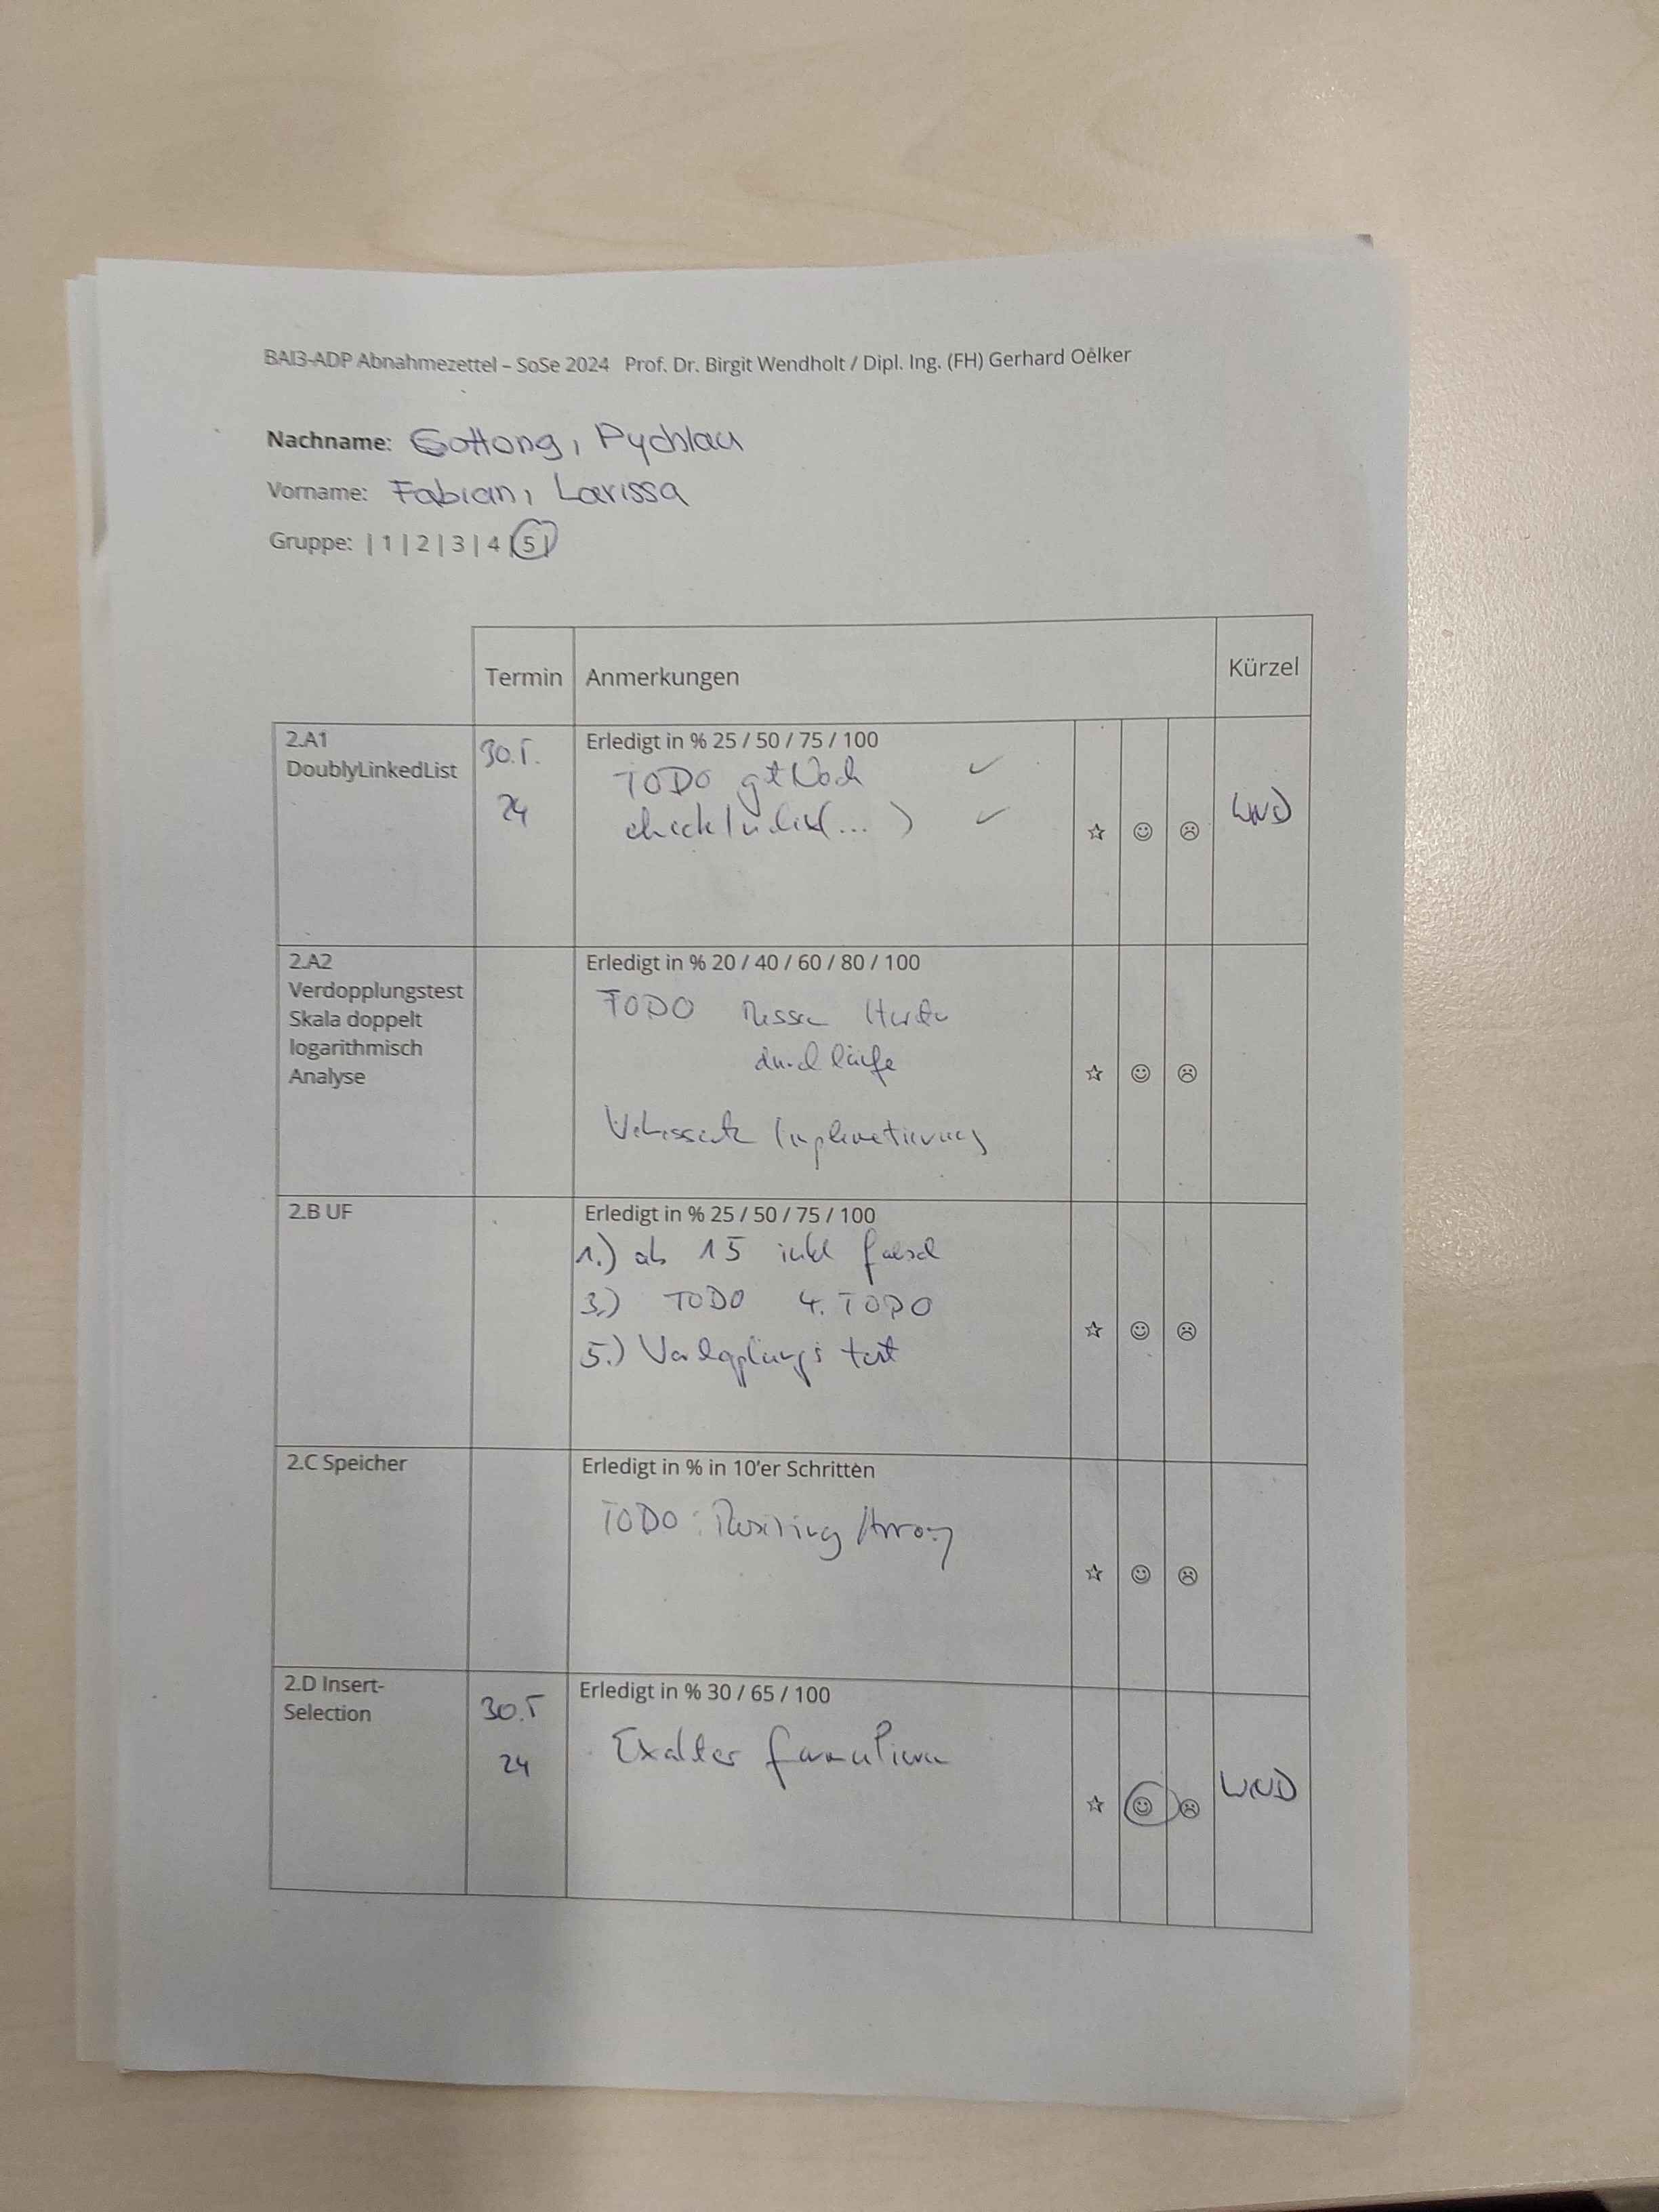 BAI3-ADP Abnahmezettel – SoSe 2024 Prof. Dr. Birgit Wendholt / Dipl. Ing. (FH) Gerhard Oelker
Nachname: Gottong, Pychlau
Vorname: Fabian, Larissa
Gruppe: | 1 | 2 | 3 | 4 | 5 |
Termin Anmerkungen Kürzel
2.A1
DoublyLinkedList
30.5.
24
Erledigt in % 25 / 50 / 75 / 100
TODO getNode ✓
check ( ... ) ✓
☆ ☺ ☹
WND
2.A2
Verdopplungstest
Skala doppelt
logarithmisch
Analyse
Erledigt in % 20 / 40 / 60 / 80 / 100
TODO Messen
durchläufe
Implementierung
☆ ☺ ☹
2.B UF
Erledigt in % 25 / 50 / 75 / 100
1.) ab 15 inkl falsch
3.) TODO 4. TODO
5.) Verdopplungstest
☆ ☺ ☹
2.C Speicher
Erledigt in % in 10'er Schritten
TODO: Resizing Array
☆ ☺ ☹
2.D Insert-
Selection
30.5
24
Erledigt in % 30 / 65 / 100
Exakter formulieren
☆ ☺ ☹
WND